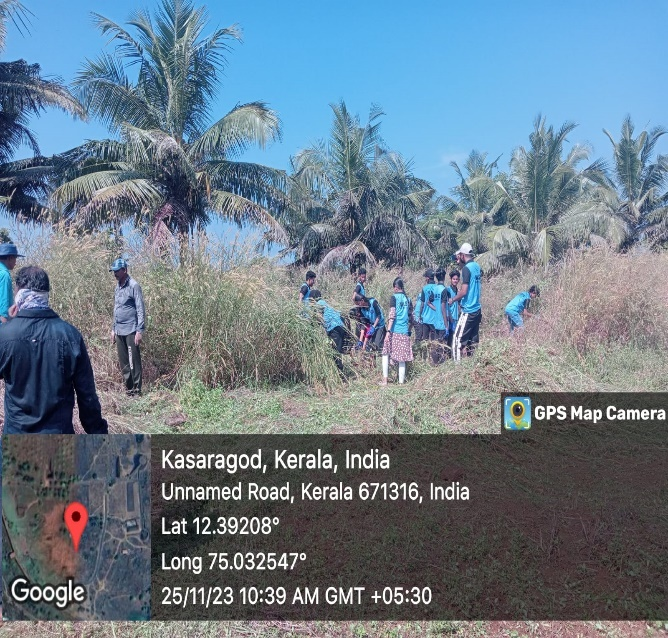 GPS Map Camera
Kasaragod, Kerala, India
Unnamed Road, Kerala 671316, India
Lat 12.39208°
Long 75.032547°
25/11/23 10:39 AM GMT +05:30
Google